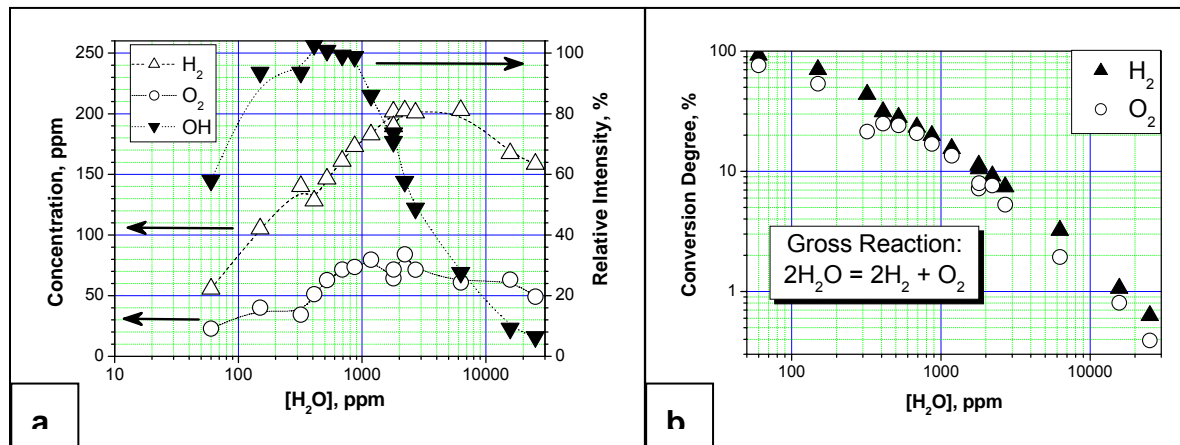 250
200
150
100
50
0
Concentration, ppm
H₂
O₂
OH
100
80
60
40
20
0
Relative Intensity, %
10
100
1000
10000
[H₂O], ppm
a
100
10
1
Conversion Degree, %
H₂
O₂
Gross Reaction:
2H₂O = 2H₂ + O₂
100
1000
10000
[H₂O], ppm
b